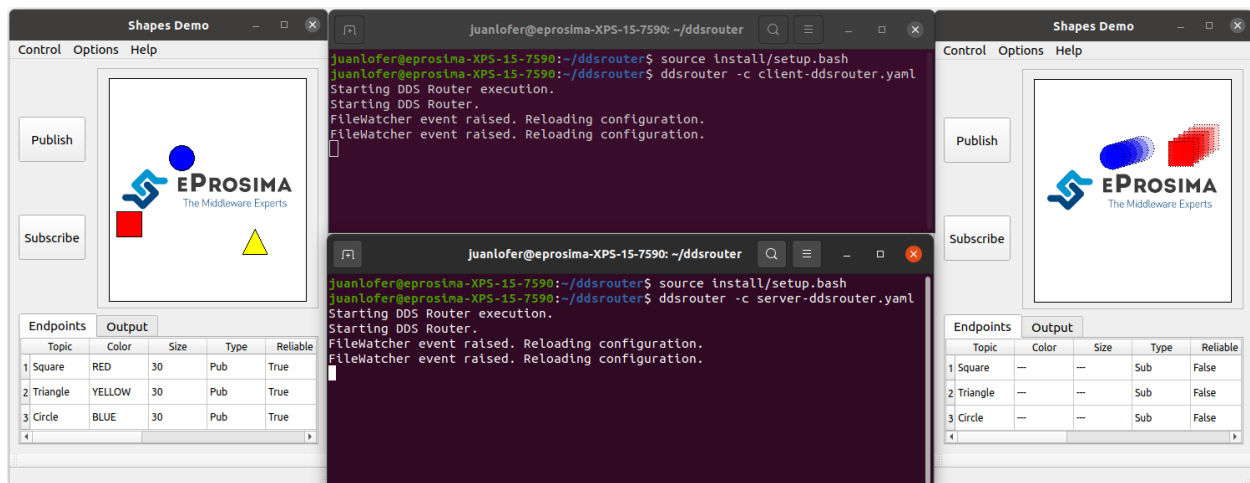 Shapes Demo
Control Options Help
Publish
Subscribe
EPROSIMA
The Middleware Experts
Endpoints Output
Topic Color Size Type Reliable
1 Square RED 30 Pub True
2 Triangle YELLOW 30 Pub True
3 Circle BLUE 30 Pub True
juanlofer@eprosima-XPS-15-7590: ~/ddsrouter
juanlofer@eprosima-XPS-15-7590:~/ddsrouter$ source install/setup.bash
juanlofer@eprosima-XPS-15-7590:~/ddsrouter$ ddsrouter -c client-ddsrouter.yaml
Starting DDS Router execution.
Starting DDS Router.
FileWatcher event raised. Reloading configuration.
FileWatcher event raised. Reloading configuration.
juanlofer@eprosima-XPS-15-7590: ~/ddsrouter
juanlofer@eprosima-XPS-15-7590:~/ddsrouter$ source install/setup.bash
juanlofer@eprosima-XPS-15-7590:~/ddsrouter$ ddsrouter -c server-ddsrouter.yaml
Starting DDS Router execution.
Starting DDS Router.
FileWatcher event raised. Reloading configuration.
FileWatcher event raised. Reloading configuration.
Shapes Demo
Control Options Help
Publish
Subscribe
EPROSIMA
The Middleware Experts
Endpoints Output
Topic Color Size Type Reliable
1 Square --- --- Sub False
2 Triangle --- --- Sub False
3 Circle --- --- Sub False